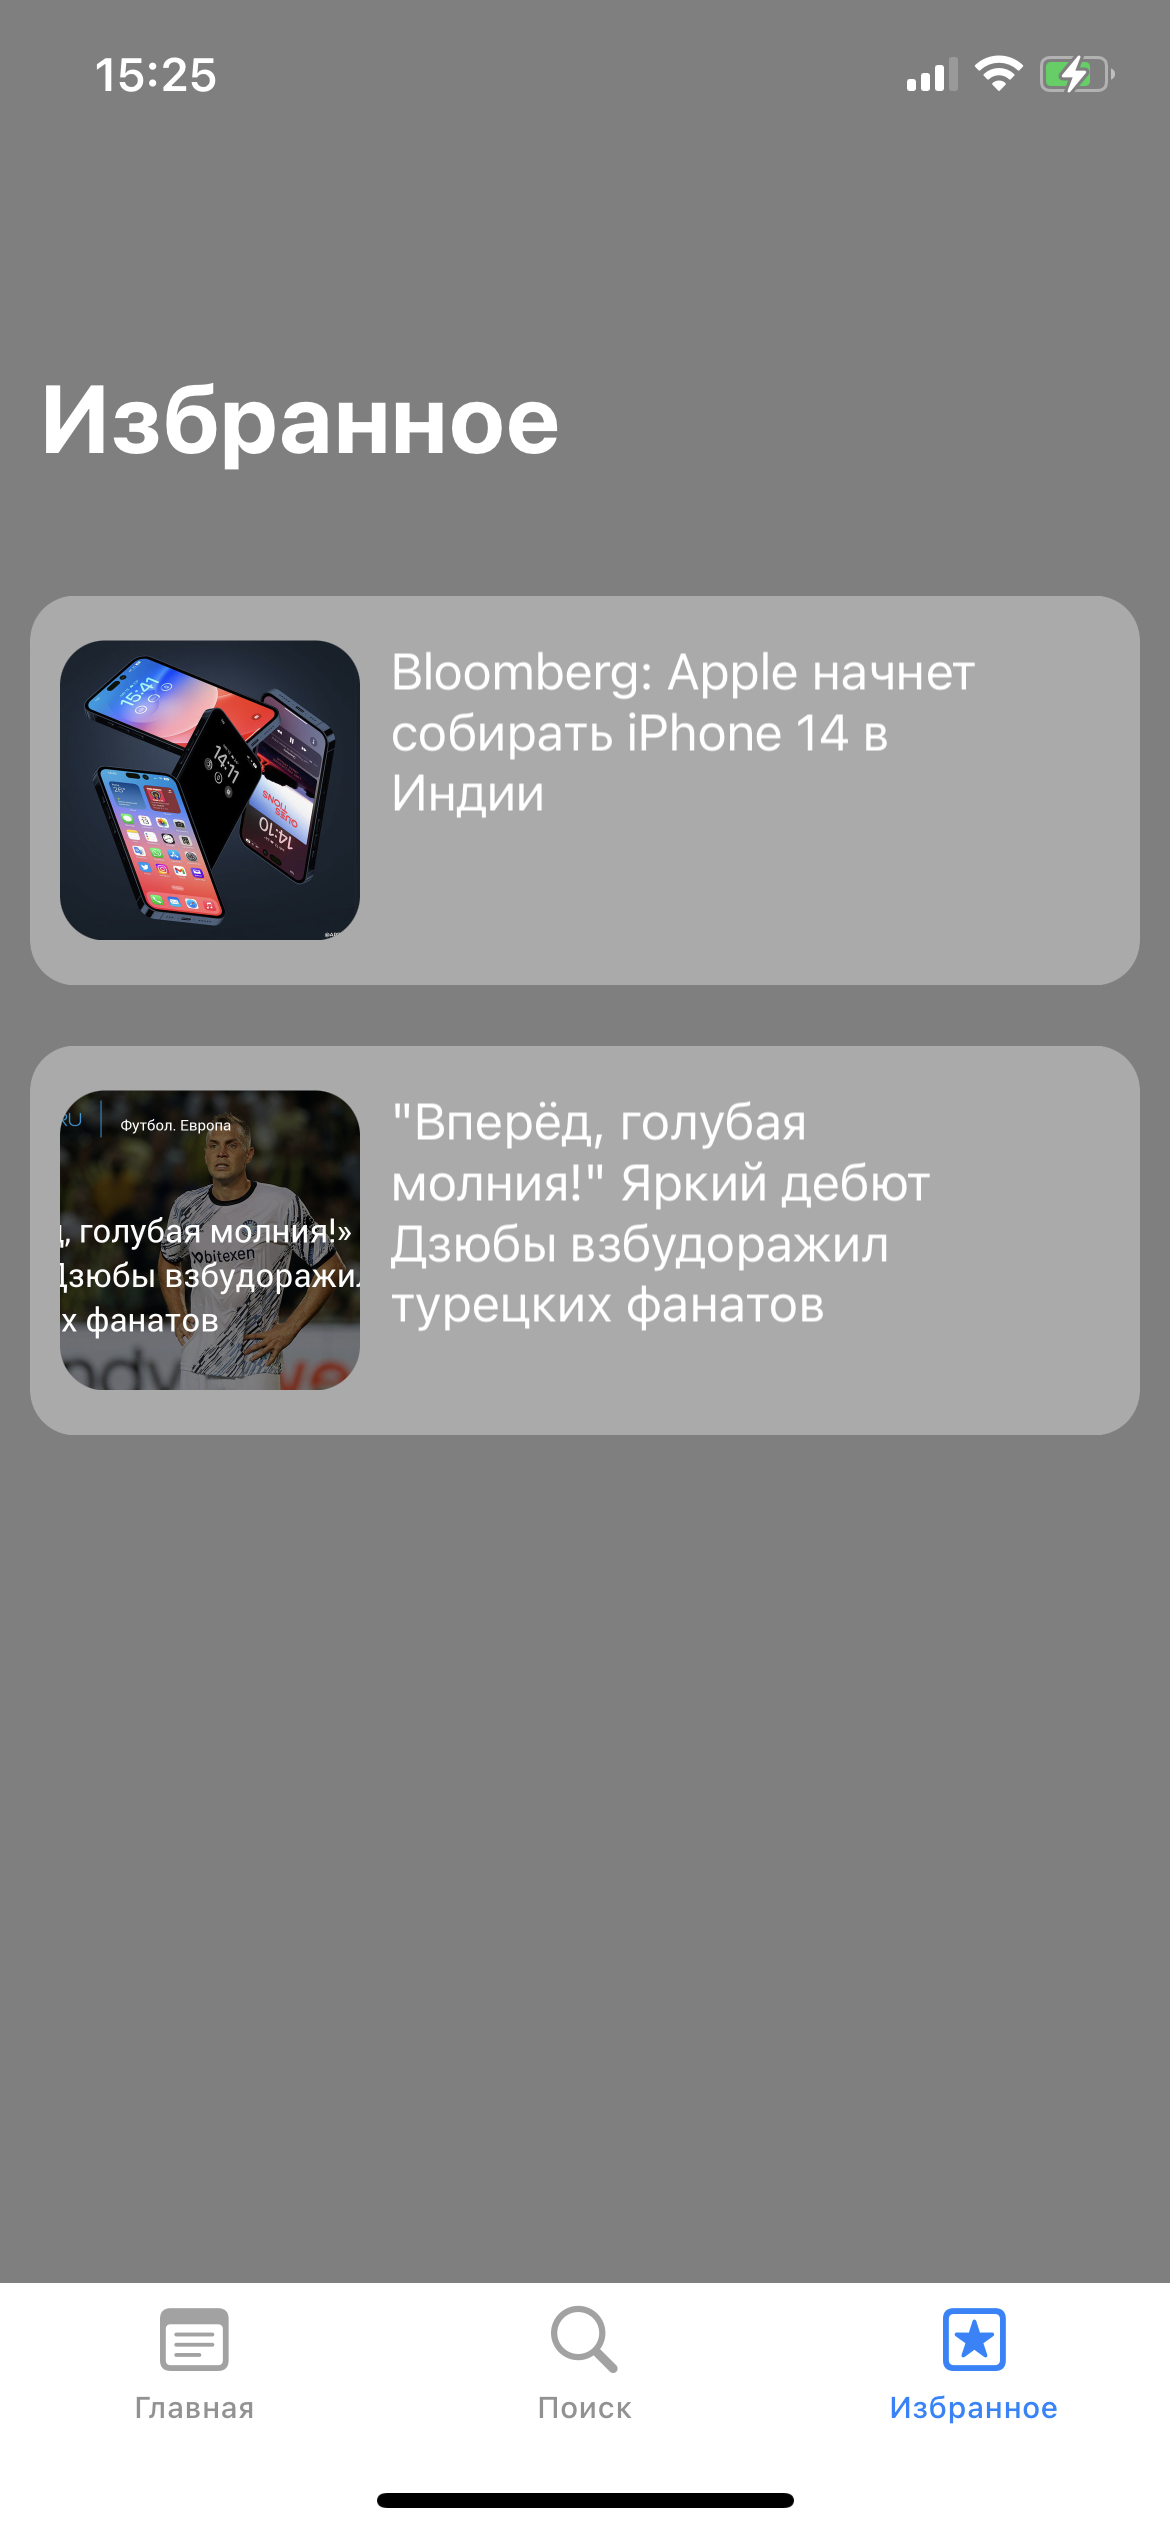 15:25
Избранное
15:41
14:11
14:10
Bloomberg: Apple начнет
собирать iPhone 14 в
Индии
RU
Футбол. Европа
голубая молния!»
Дзюбы взбудоражил
х фанатов
bitexen
"Вперёд, голубая
молния!" Яркий дебют
Дзюбы взбудоражил
турецких фанатов
Главная
Поиск
Избранное